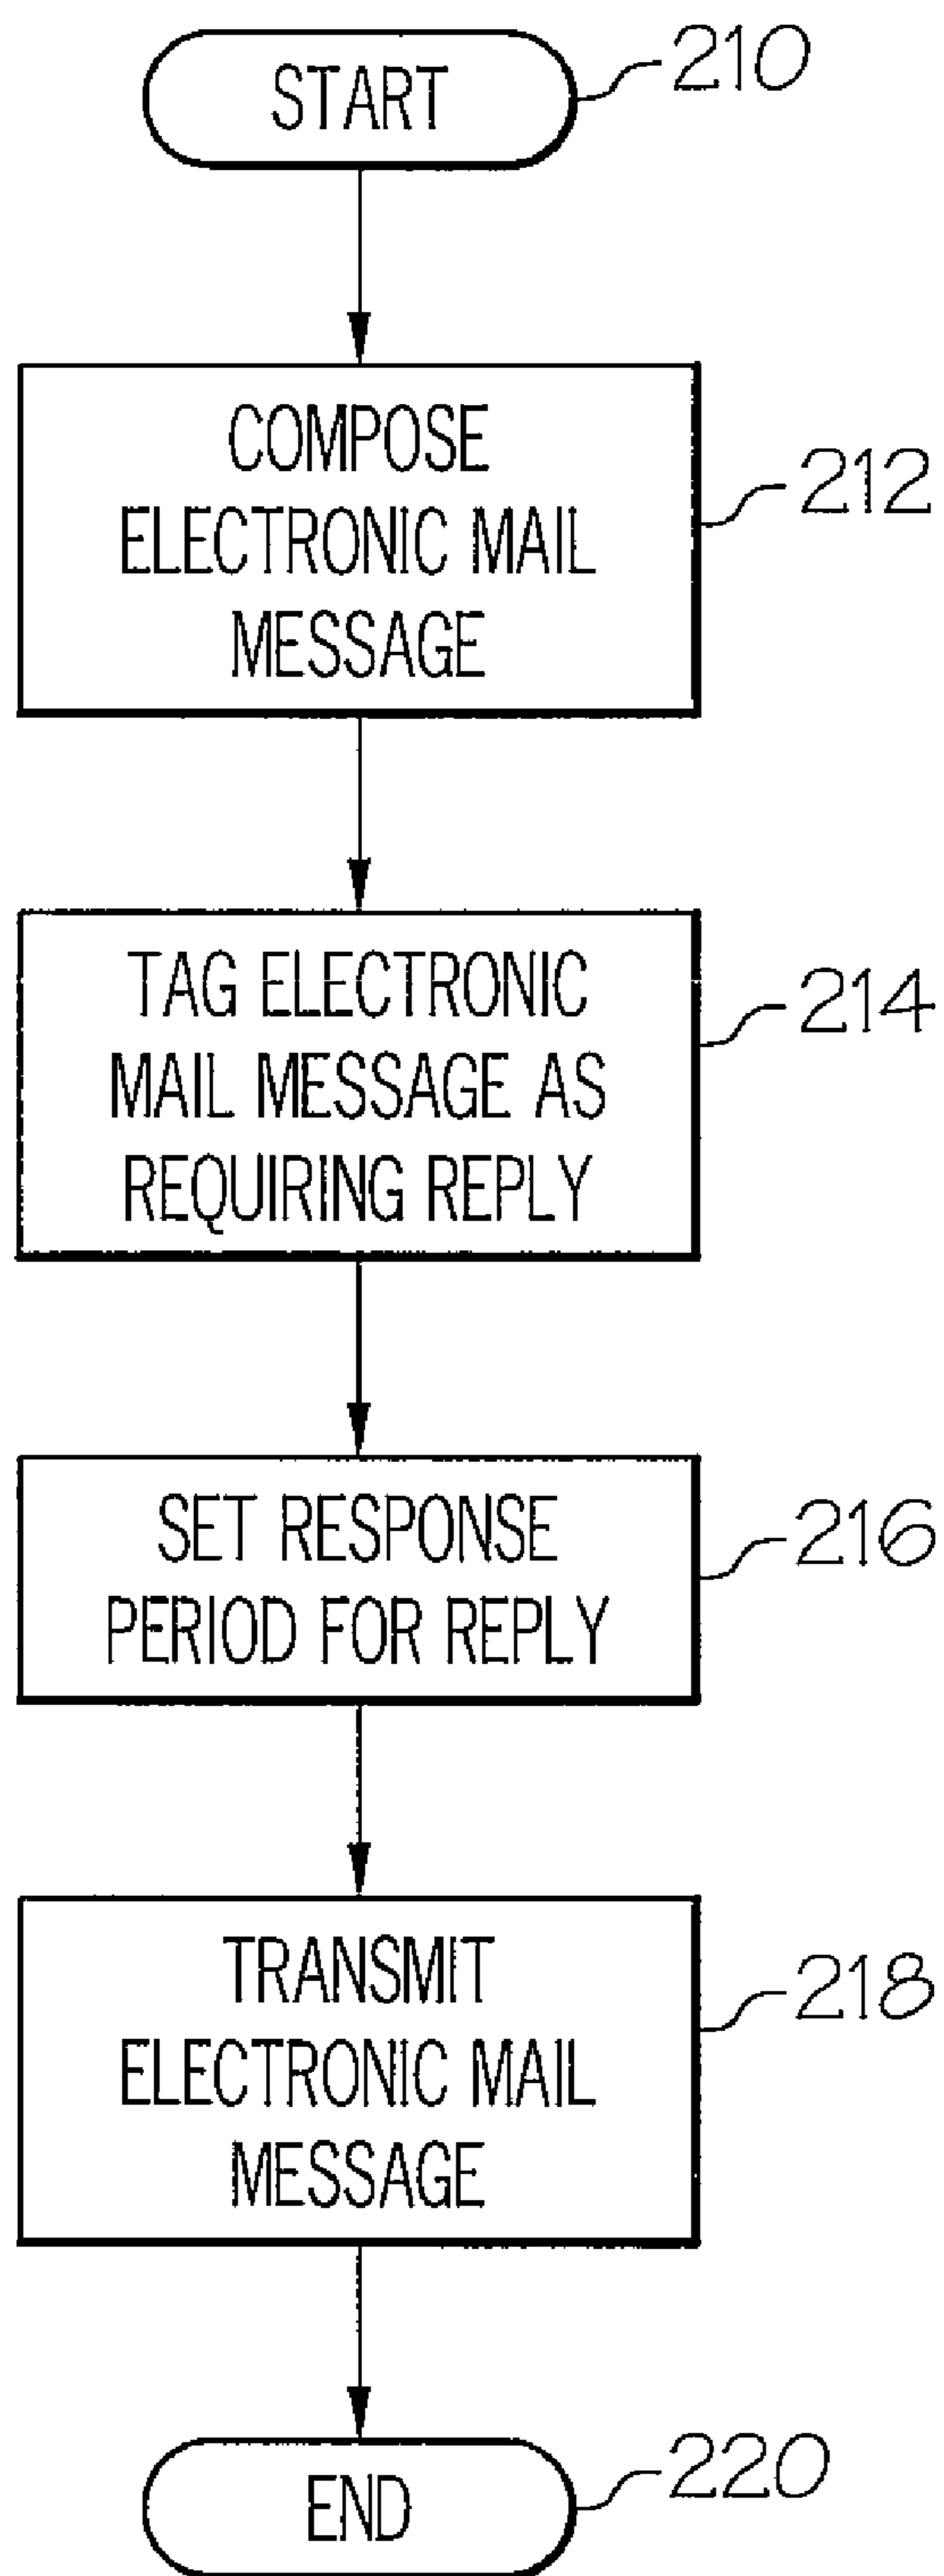 START
210
COMPOSE
ELECTRONIC MAIL
MESSAGE
212
TAG ELECTRONIC
MAIL MESSAGE AS
REQUIRING REPLY
214
SET RESPONSE
PERIOD FOR REPLY
216
TRANSMIT
ELECTRONIC MAIL
MESSAGE
218
END
220